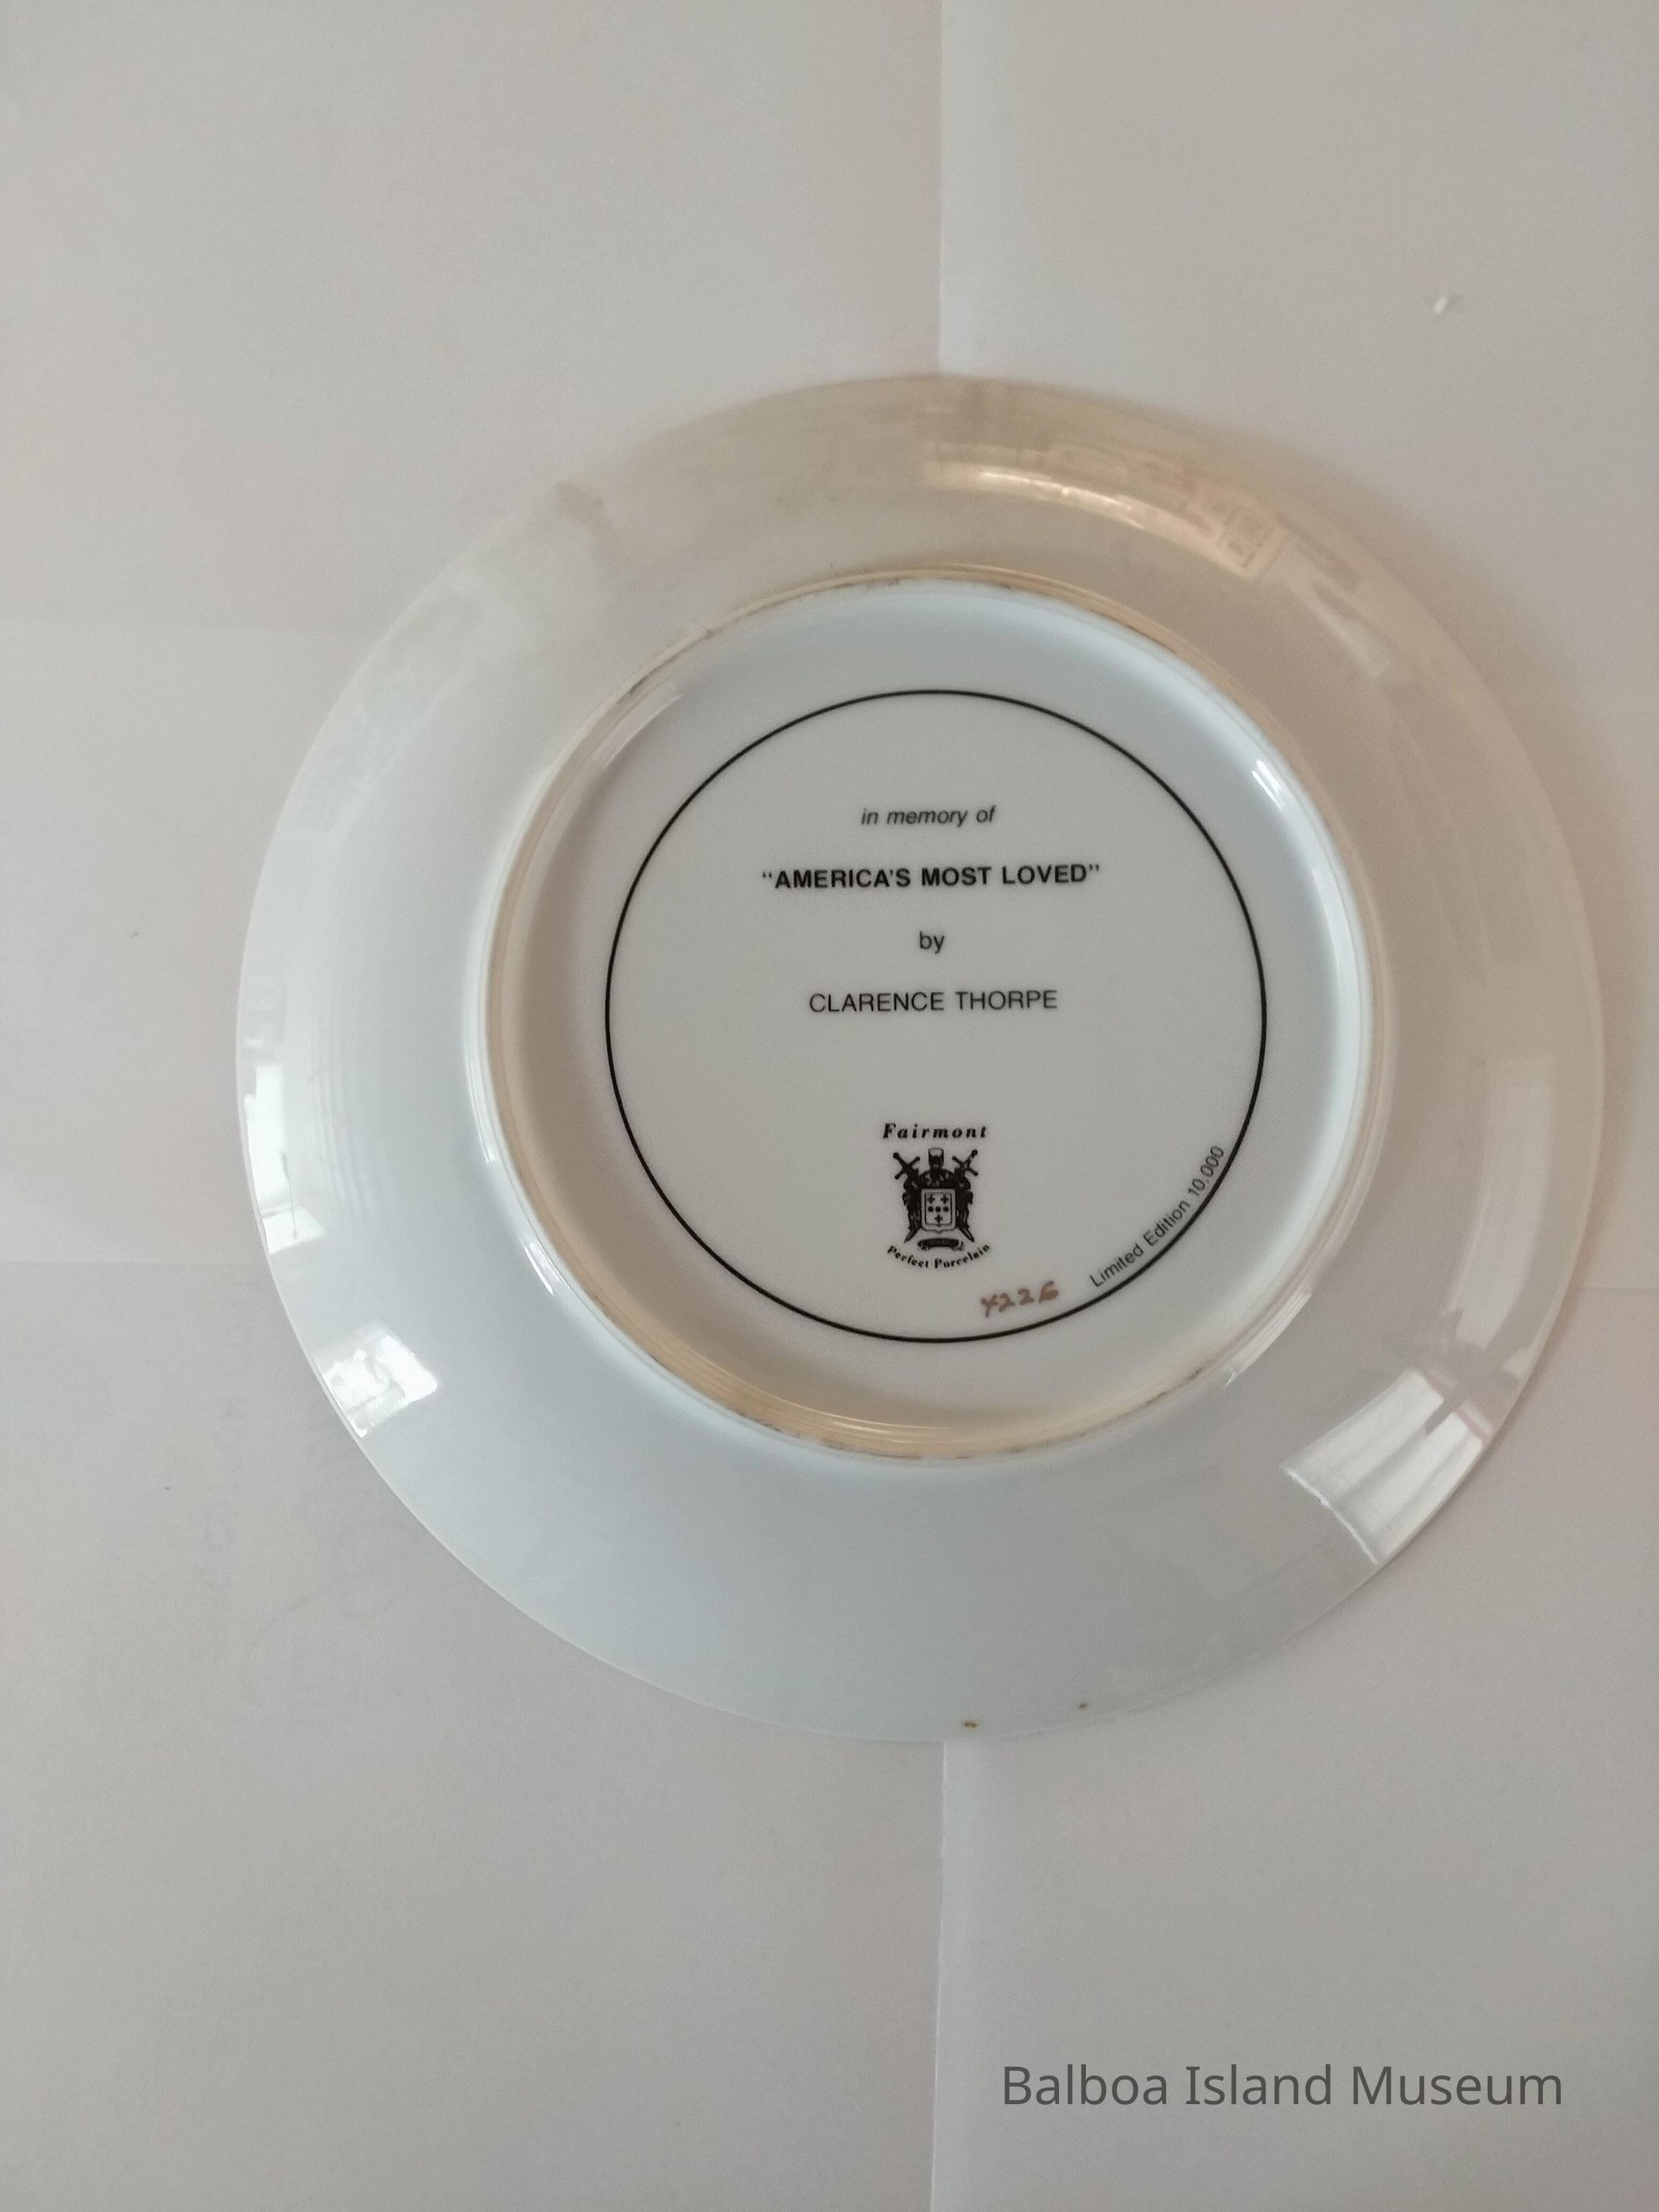 in memory of
“AMERICA'S MOST LOVED”
by
CLARENCE THORPE
Fairmont
Perfect Porcelain
Limited Edition 10.000
4226
Balboa Island Museum